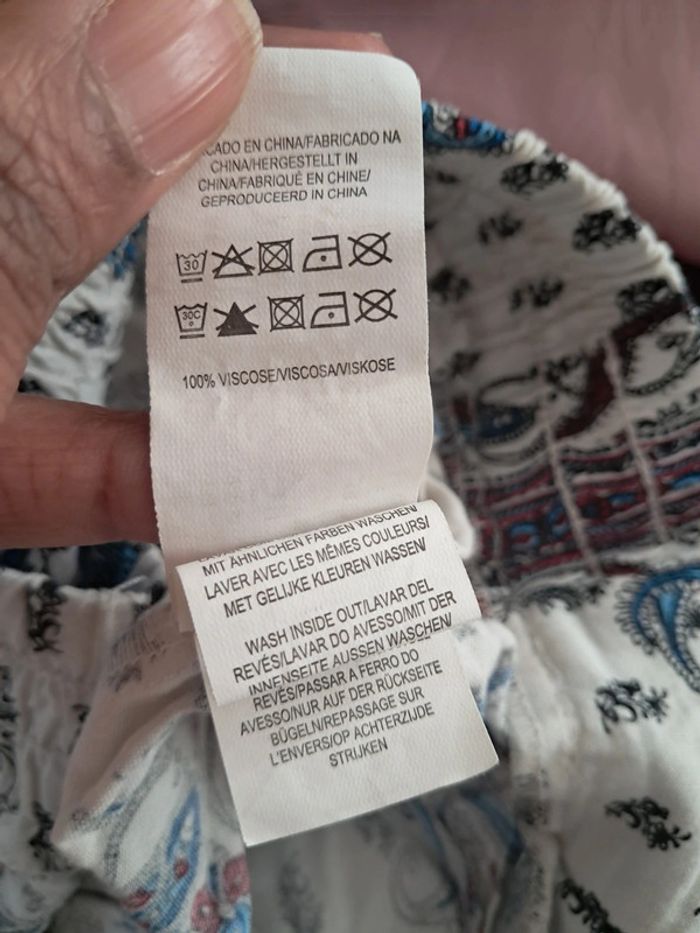 EN CHINA/FABRICADO NA
CHINA/HERGESTELLT IN
CHINA/FABRIQUÉ EN CHINE/
GEPRODUCEERD IN CHINA
30
30C
100% VISCOSE/VISCOSA/VISKOSE
MIT ÄHNLICHEN FARBEN WASCHEN/
LAVER AVEC LES MÊMES COULEURS/
MET GELIJKE KLEUREN WASSEN/
WASH INSIDE OUT/LAVAR DEL
REVÉS/LAVAR DO AVESSO/MIT DER
INNENSEITE AUSSEN WASCHEN/
REVÉS/PASSAR A FERRO DO
AVESSO/NUR AUF DER RÜCKSEITE
BÜGELN/REPASSAGE SUR
L'ENVERS/OP ACHTERZIJDE
STRIJKEN